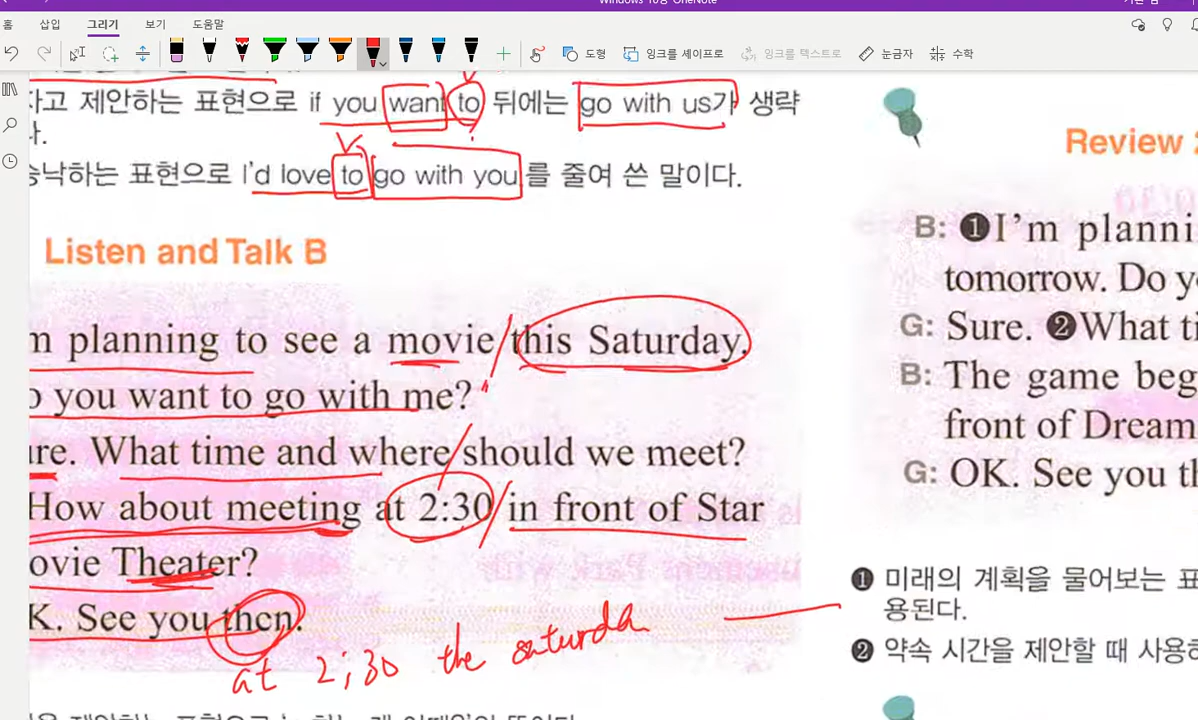 Windows 10용 OneNote
홈 삽입 그리기 보기 도움말
도형 잉크를 셰이프로 잉크를 텍스트로 눈금자 수학
자고 제안하는 표현으로 if you want to 뒤에는 go with us가 생략
다.
승낙하는 표현으로 I'd love to go with you를 줄여 쓴 말이다.
Listen and Talk B
m planning to see a movie this Saturday.
o you want to go with me?
ure. What time and where should we meet?
How about meeting at 2:30 in front of Star
ovie Theater?
K. See you then.
at 2;30 the saturda
Review
B: ❶I'm planni
tomorrow. Do yo
G: Sure. ❷What ti
B: The game beg
front of Dream
G: OK. See you th
❶ 미래의 계획을 물어보는 표
용된다.
❷ 약속 시간을 제안할 때 사용하